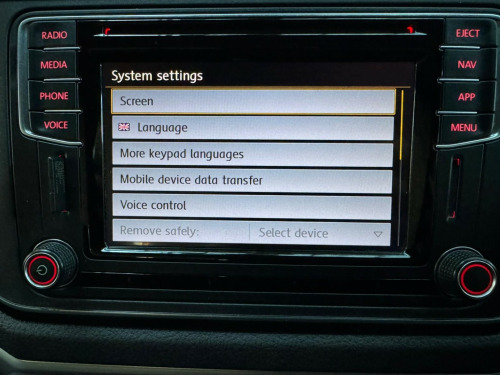 RADIO
MEDIA
PHONE
VOICE
System settings
Screen
Language
More keypad languages
Mobile device data transfer
Voice control
Remove safely:
Select device
EJECT
NAV
APP
MENU